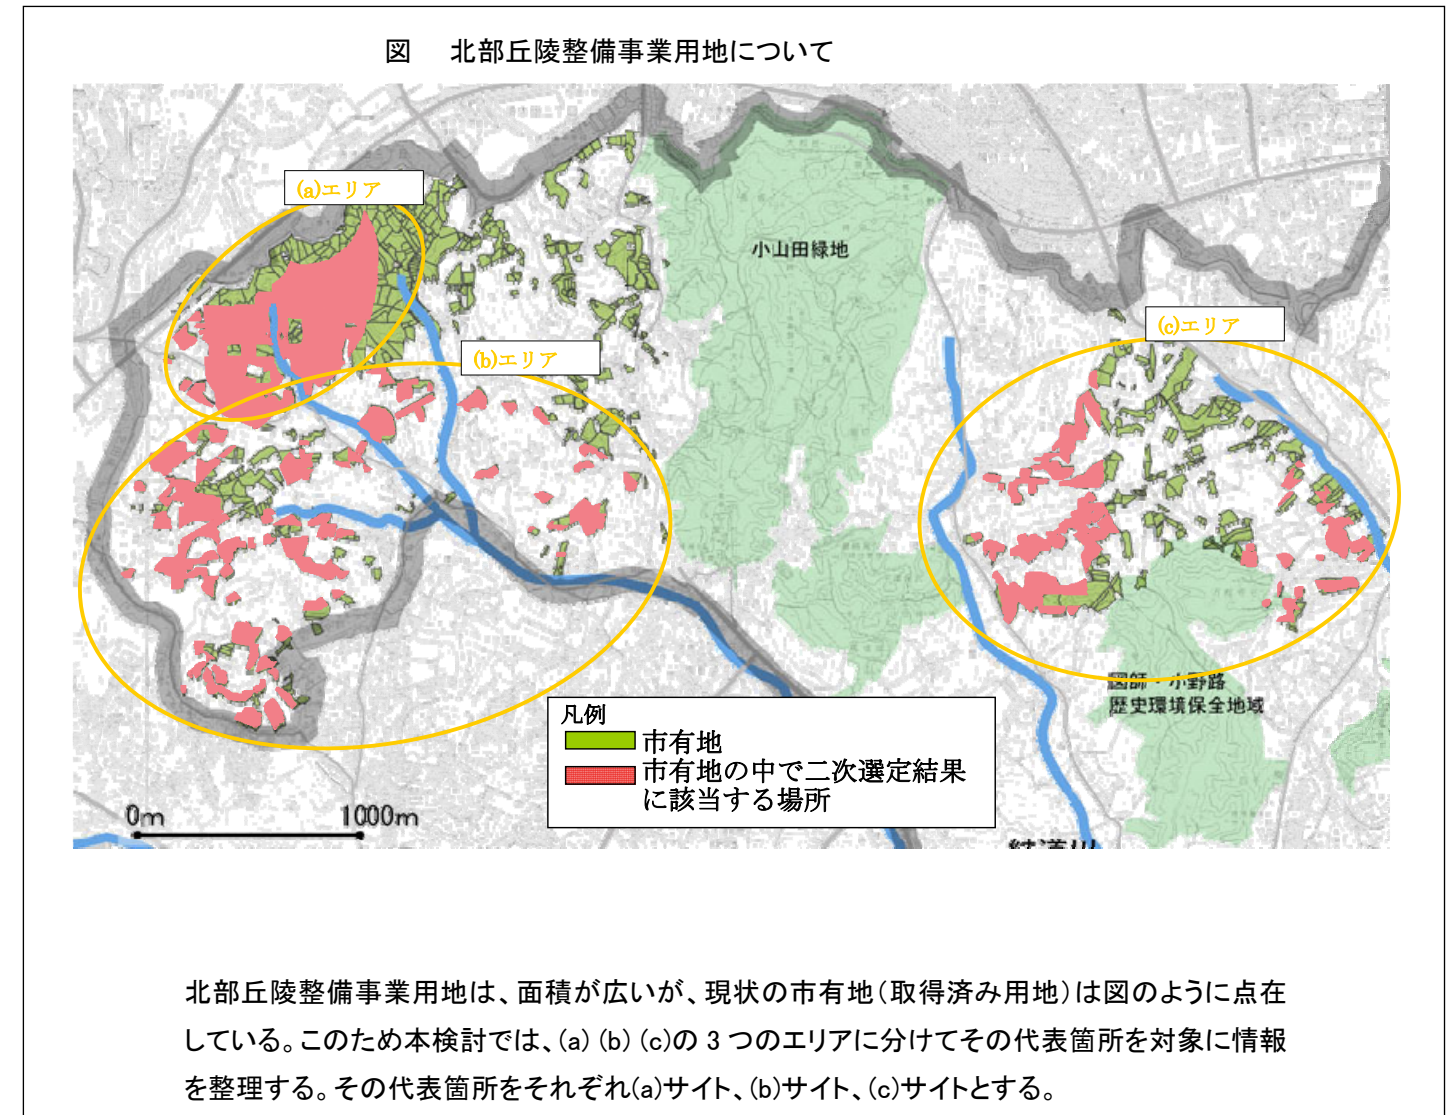 図 北部丘陵整備事業用地について
(a)エリア
小山田緑地
(c)エリア
(b)エリア
図師・小野路
歴史環境保全地域
凡例
市有地
市有地の中で二次選定結果
に該当する場所
0m 1000m
北部丘陵整備事業用地は、面積が広いが、現状の市有地（取得済み用地）は図のように点在
している。このため本検討では、(a) (b) (c)の 3 つのエリアに分けてその代表箇所を対象に情報
を整理する。その代表箇所をそれぞれ(a)サイト、(b)サイト、(c)サイトとする。